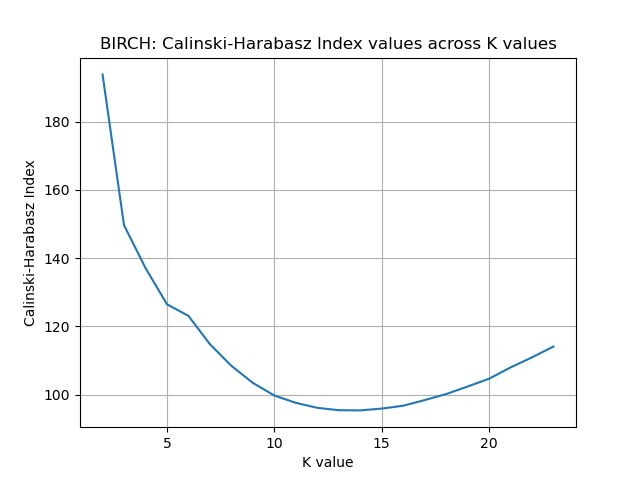 BIRCH: Calinski-Harabasz Index values across K values
Calinski-Harabasz Index
180
160
140
120
100
5 10 15 20
K value